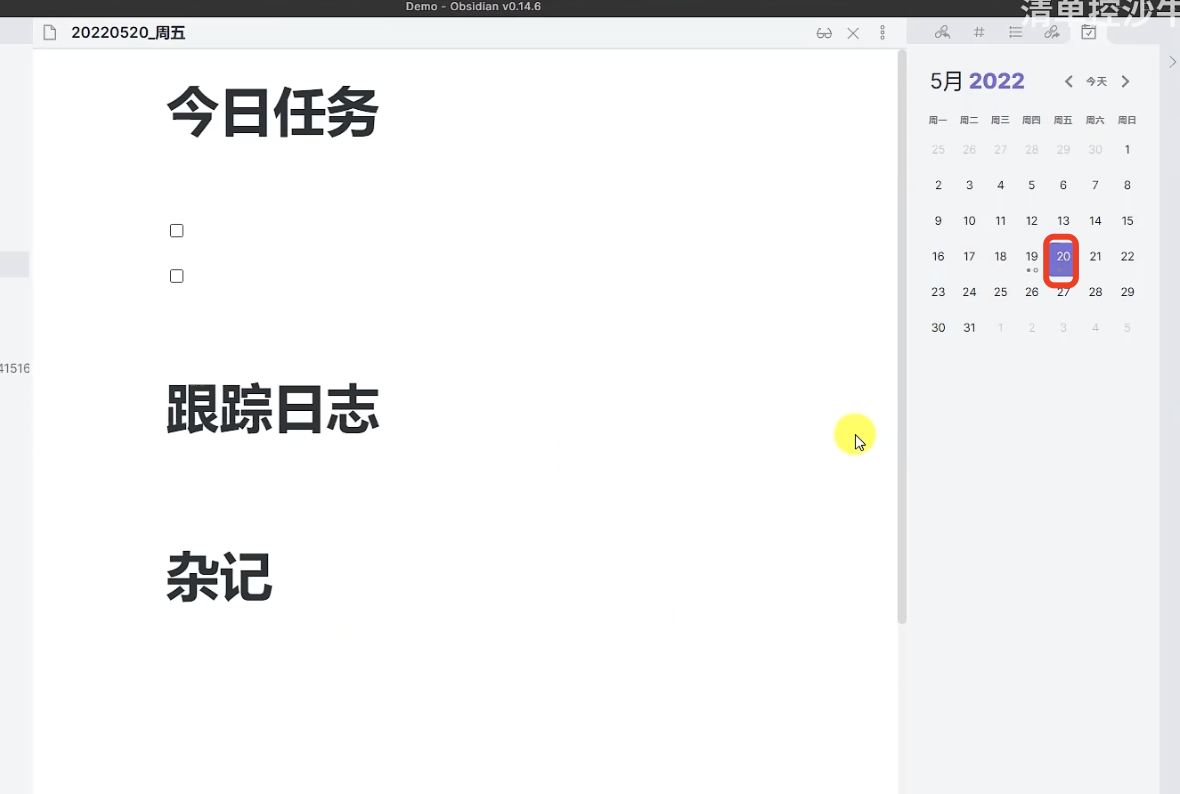 Demo - Obsidian v0.14.6
清单控沙牛
20220520_周五
今日任务
跟踪日志
杂记
41516
5月 2022
今天
周一 周二 周三 周四 周五 周六 周日
25 26 27 28 29 30 1
2 3 4 5 6 7 8
9 10 11 12 13 14 15
16 17 18 19 20 21 22
23 24 25 26 27 28 29
30 31 1 2 3 4 5